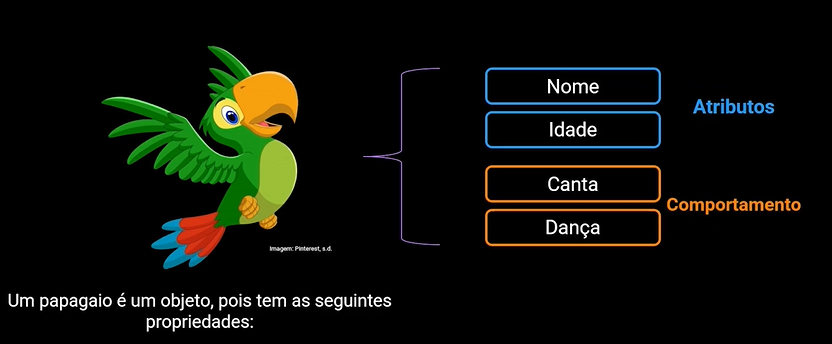 Nome
Atributos
Idade
Canta
Comportamento
Dança
Imagem: Pinterest, s.d.
Um papagaio é um objeto, pois tem as seguintes
propriedades: